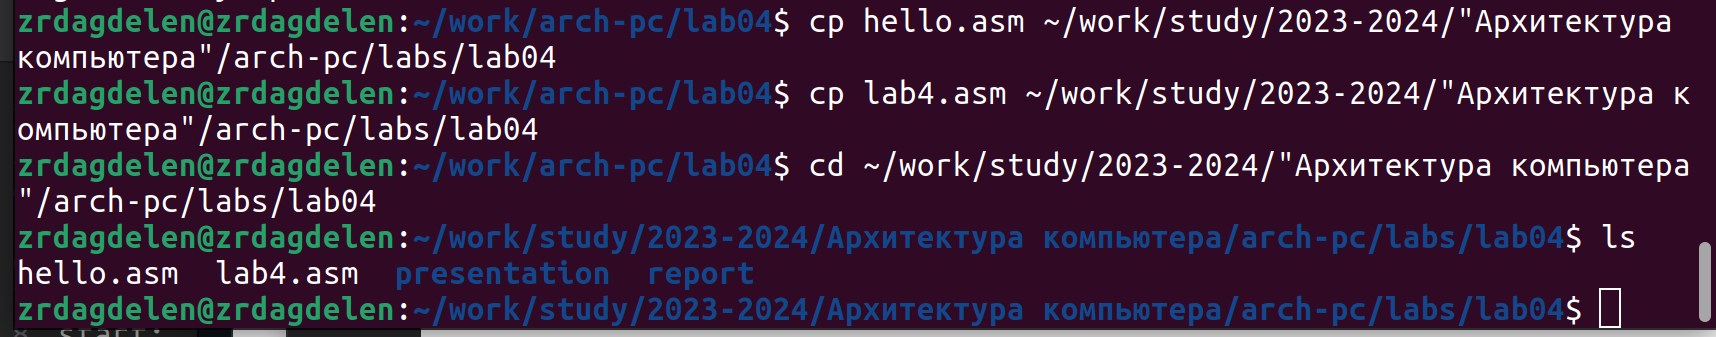 zrdagdelen@zrdagdelen:~/work/arch-pc/lab04$ cp hello.asm ~/work/study/2023-2024/"Архитектура
компьютера"/arch-pc/labs/lab04
zrdagdelen@zrdagdelen:~/work/arch-pc/lab04$ cp lab4.asm ~/work/study/2023-2024/"Архитектура к
омпьютера"/arch-pc/labs/lab04
zrdagdelen@zrdagdelen:~/work/arch-pc/lab04$ cd ~/work/study/2023-2024/"Архитектура компьютера
"/arch-pc/labs/lab04
zrdagdelen@zrdagdelen:~/work/study/2023-2024/Архитектура компьютера/arch-pc/labs/lab04$ ls
hello.asm  lab4.asm  presentation  report
zrdagdelen@zrdagdelen:~/work/study/2023-2024/Архитектура компьютера/arch-pc/labs/lab04$